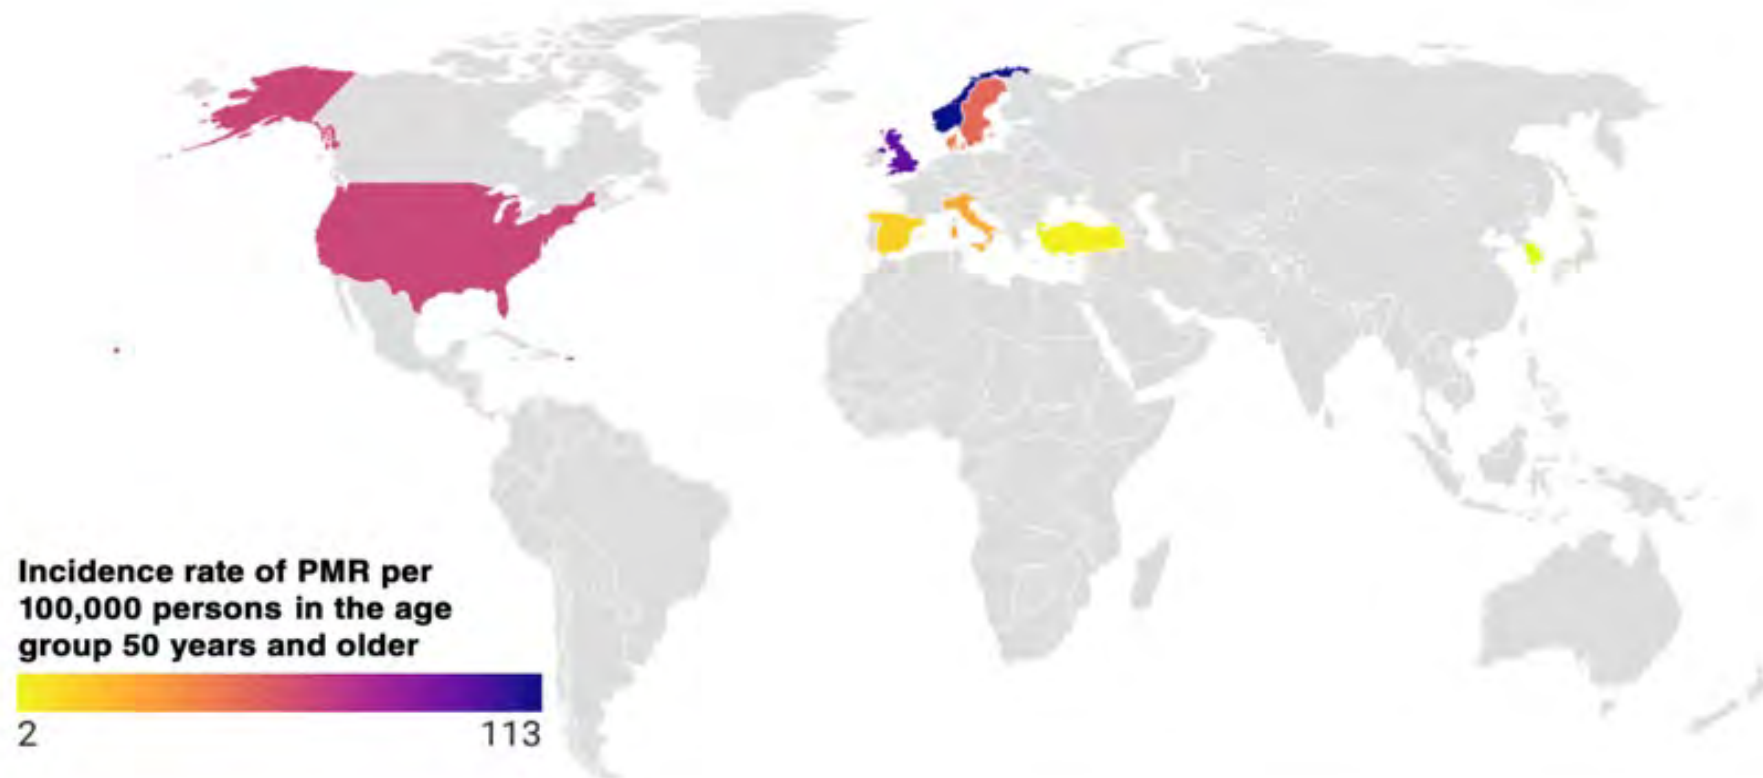 Incidence rate of PMR per
100,000 persons in the age
group 50 years and older
2 113